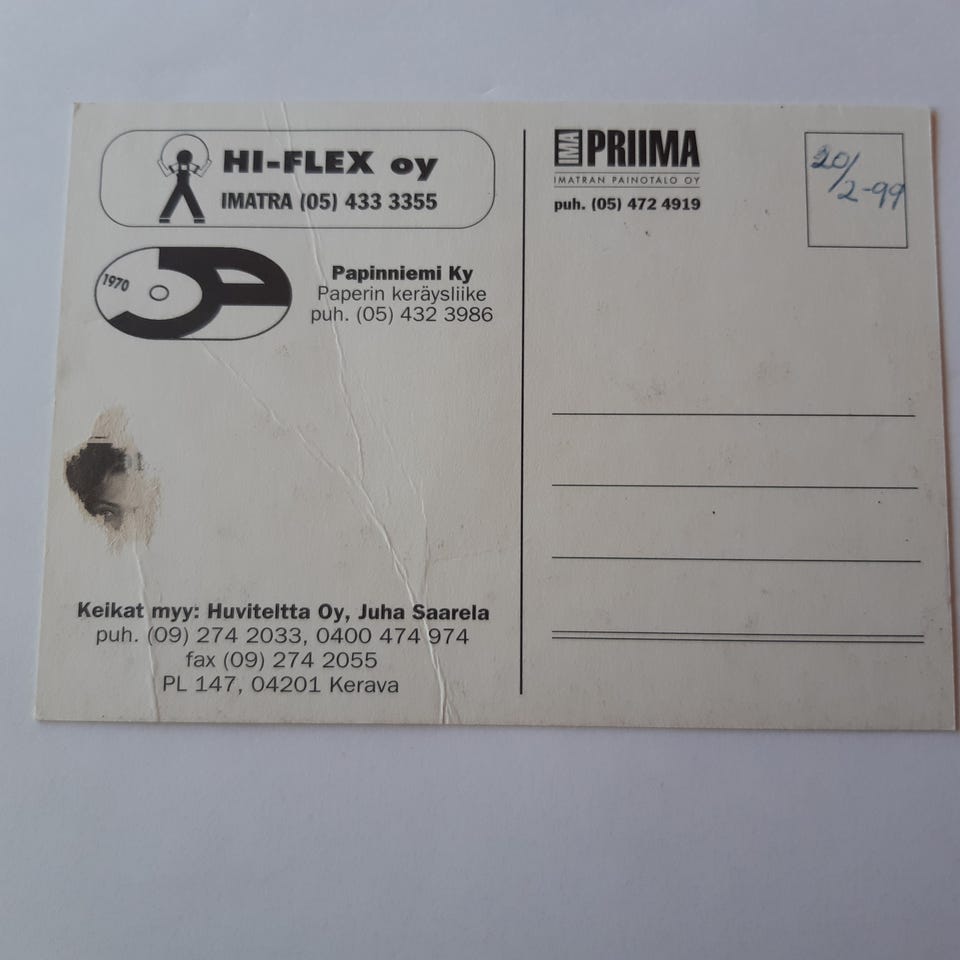 HI-FLEX oy
IMATRA (05) 433 3355
1970
Papinniemi Ky
Paperin keräysliike
puh. (05) 432 3986
Keikat myy: Huviteltta Oy, Juha Saarela
puh. (09) 274 2033, 0400 474 974
fax (09) 274 2055
PL 147, 04201 Kerava
IMA PRIIMA
IMATRAN PAINOTALO OY
puh. (05) 472 4919
20/2-99